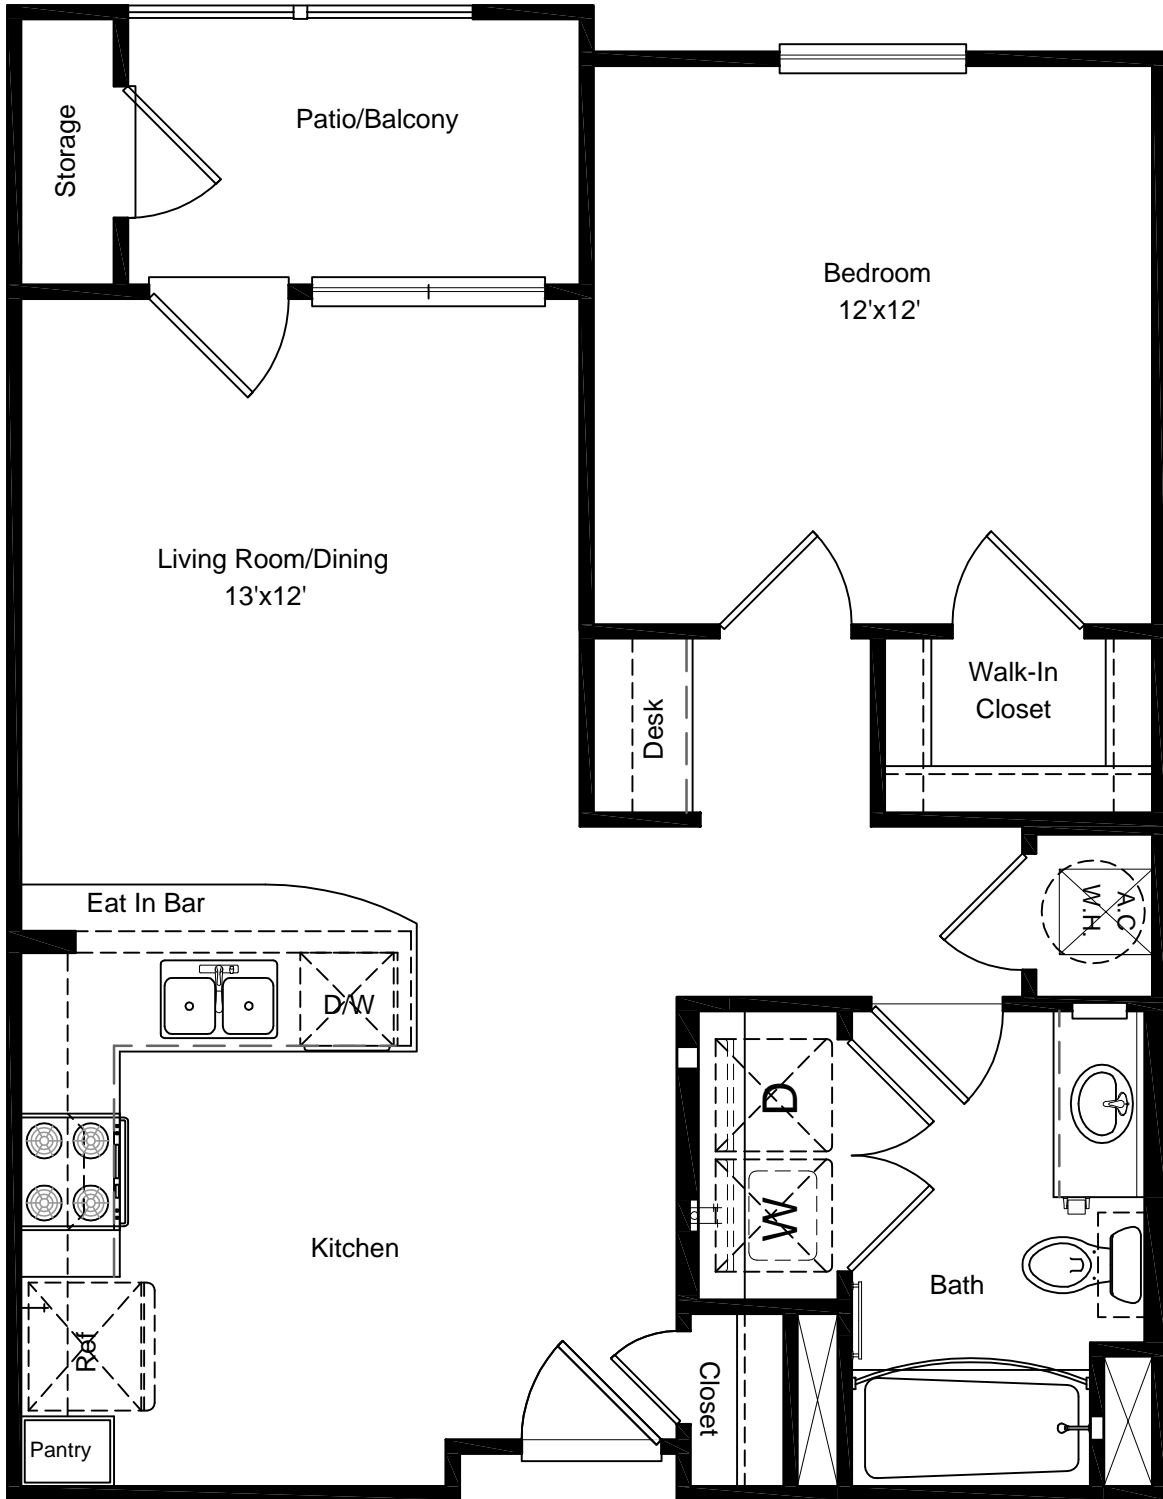 Storage
Patio/Balcony
Bedroom
12'x12'
Living Room/Dining
13'x12'
Desk
Walk-In
Closet
A.C
W.H.
Eat In Bar
D/W
D
W
Kitchen
Bath
Ref
Closet
Pantry